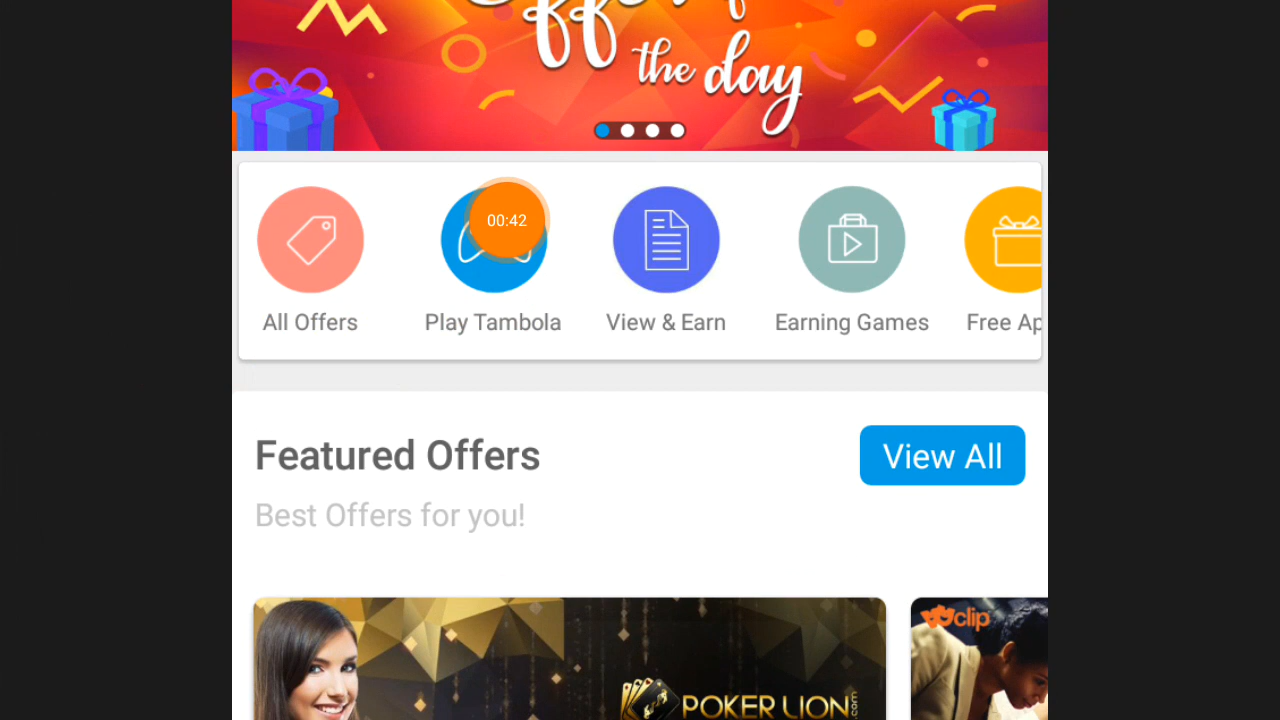 the day
00:42
All Offers
Play Tambola
View & Earn
Earning Games
Free Ap
Featured Offers
View All
Best Offers for you!
clip
POKER LION.com